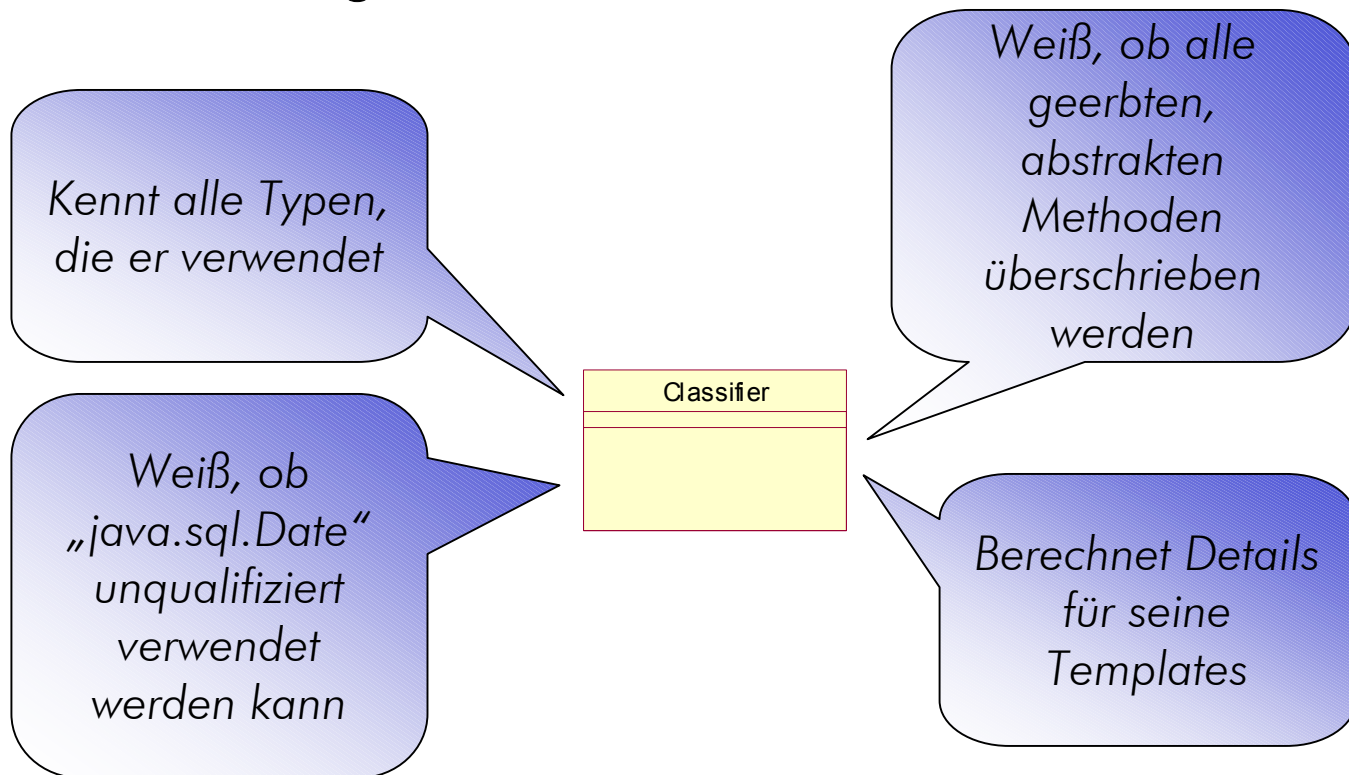 Kennt alle Typen,
die er verwendet
Weiß, ob alle
geerbten,
abstrakten
Methoden
überschrieben
werden
Classifier
Weiß, ob
„java.sql.Date“
unqualifiziert
verwendet
werden kann
Berechnet Details
für seine
Templates